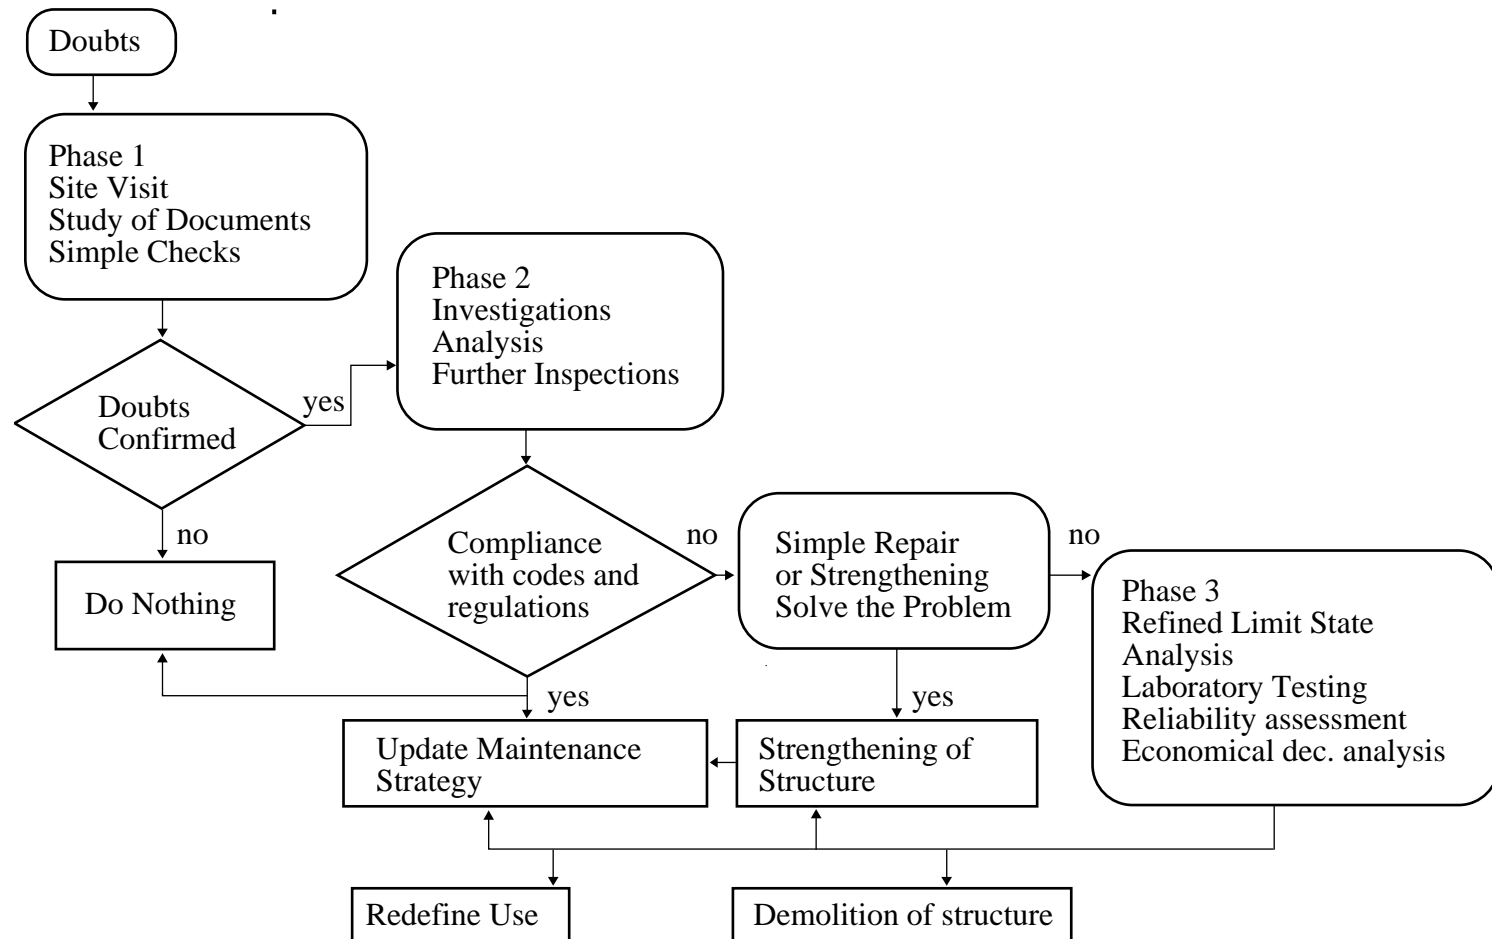 Doubts
Phase 1
Site Visit
Study of Documents
Simple Checks
Phase 2
Investigations
Analysis
Further Inspections
yes
Doubts
Confirmed
no
Do Nothing
Compliance
with codes and
regulations
no
Simple Repair
or Strengthening
Solve the Problem
no
Phase 3
Refined Limit State
Analysis
Laboratory Testing
Reliability assessment
Economical dec. analysis
yes
yes
Update Maintenance
Strategy
Strengthening of
Structure
Redefine Use
Demolition of structure